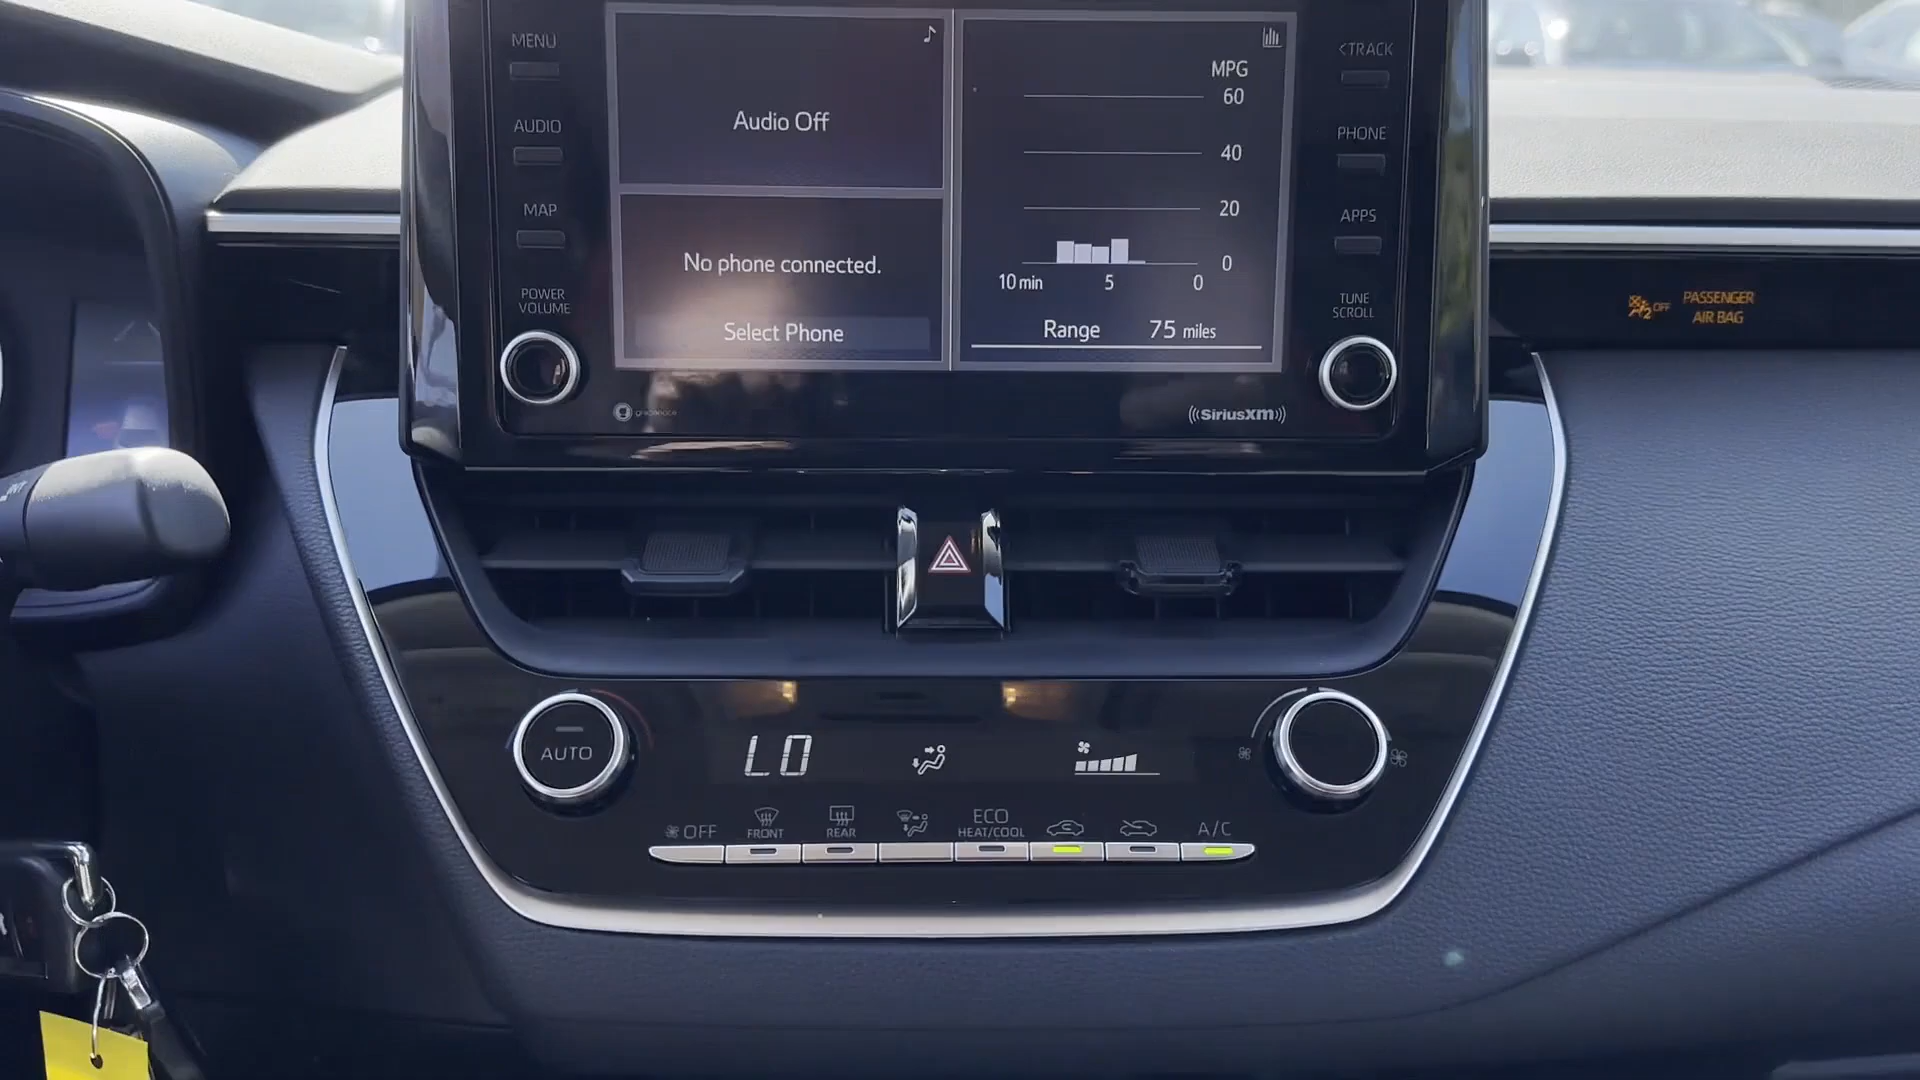 MENU
AUDIO
MAP
POWER
VOLUME
Audio Off
No phone connected.
Select Phone
MPG
60
40
20
0
10 min 5 0
Range 75 miles
<TRACK
PHONE
APPS
TUNE
SCROLL
SiriusXM
OFF
PASSENGER
AIR BAG
AUTO
LO
OFF
FRONT
REAR
ECO
HEAT/COOL
A/C